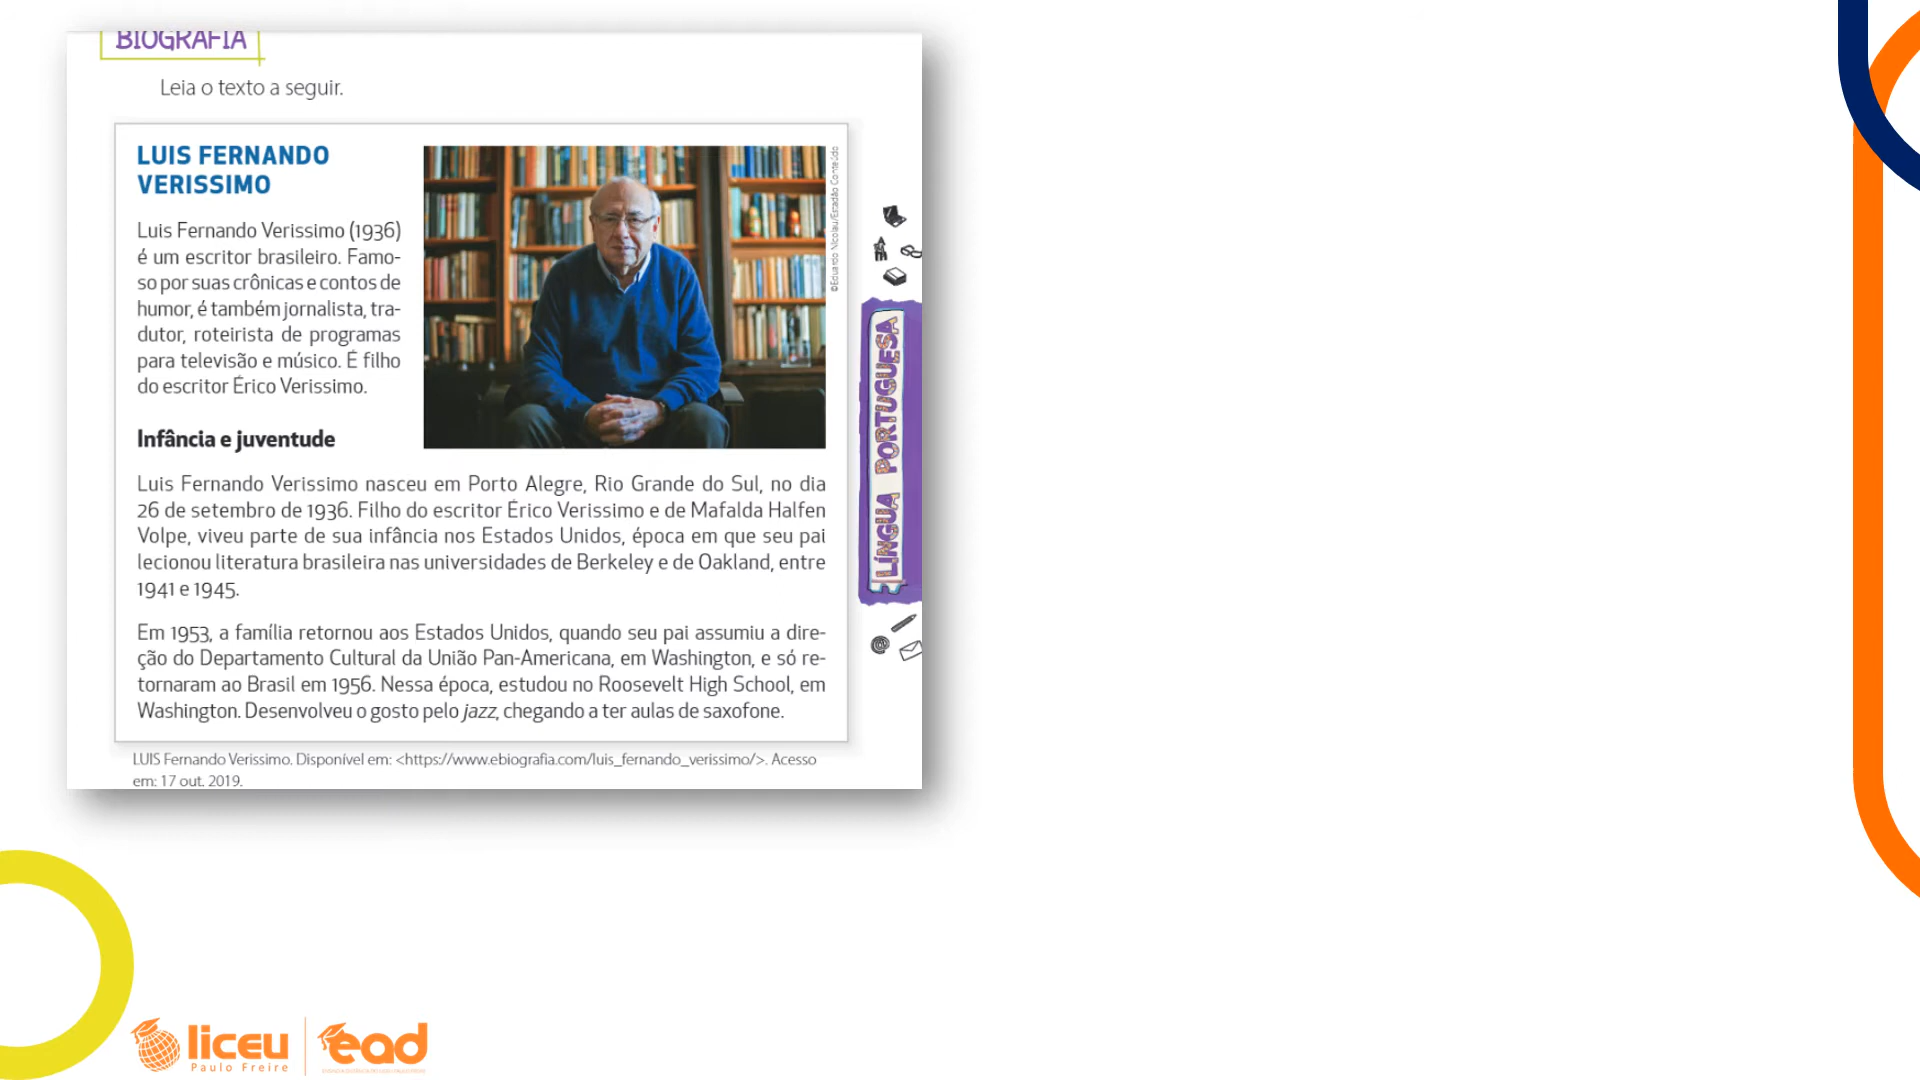 BIOGRAFIA
Leia o texto a seguir.
LUIS FERNANDO
VERISSIMO
Luis Fernando Verissimo (1936)
é um escritor brasileiro. Famo-
so por suas crônicas e contos de
humor, é também jornalista, tra-
dutor, roteirista de programas
para televisão e músico. É filho
do escritor Érico Verissimo.
©Eduardo Nicolau/Estadão Conteúdo
Infância e juventude
Luis Fernando Verissimo nasceu em Porto Alegre, Rio Grande do Sul, no dia
26 de setembro de 1936. Filho do escritor Érico Verissimo e de Mafalda Halfen
Volpe, viveu parte de sua infância nos Estados Unidos, época em que seu pai
lecionou literatura brasileira nas universidades de Berkeley e de Oakland, entre
1941 e 1945.
Em 1953, a família retornou aos Estados Unidos, quando seu pai assumiu a dire-
ção do Departamento Cultural da União Pan-Americana, em Washington, e só re-
tornaram ao Brasil em 1956. Nessa época, estudou no Roosevelt High School, em
Washington. Desenvolveu o gosto pelo jazz, chegando a ter aulas de saxofone.
LUIS Fernando Verissimo. Disponível em: <https://www.ebiografia.com/luis_fernando_verissimo/>. Acesso
em: 17 out. 2019.
LÍNGUA PORTUGUESA
liceu
Paulo Freire
ead